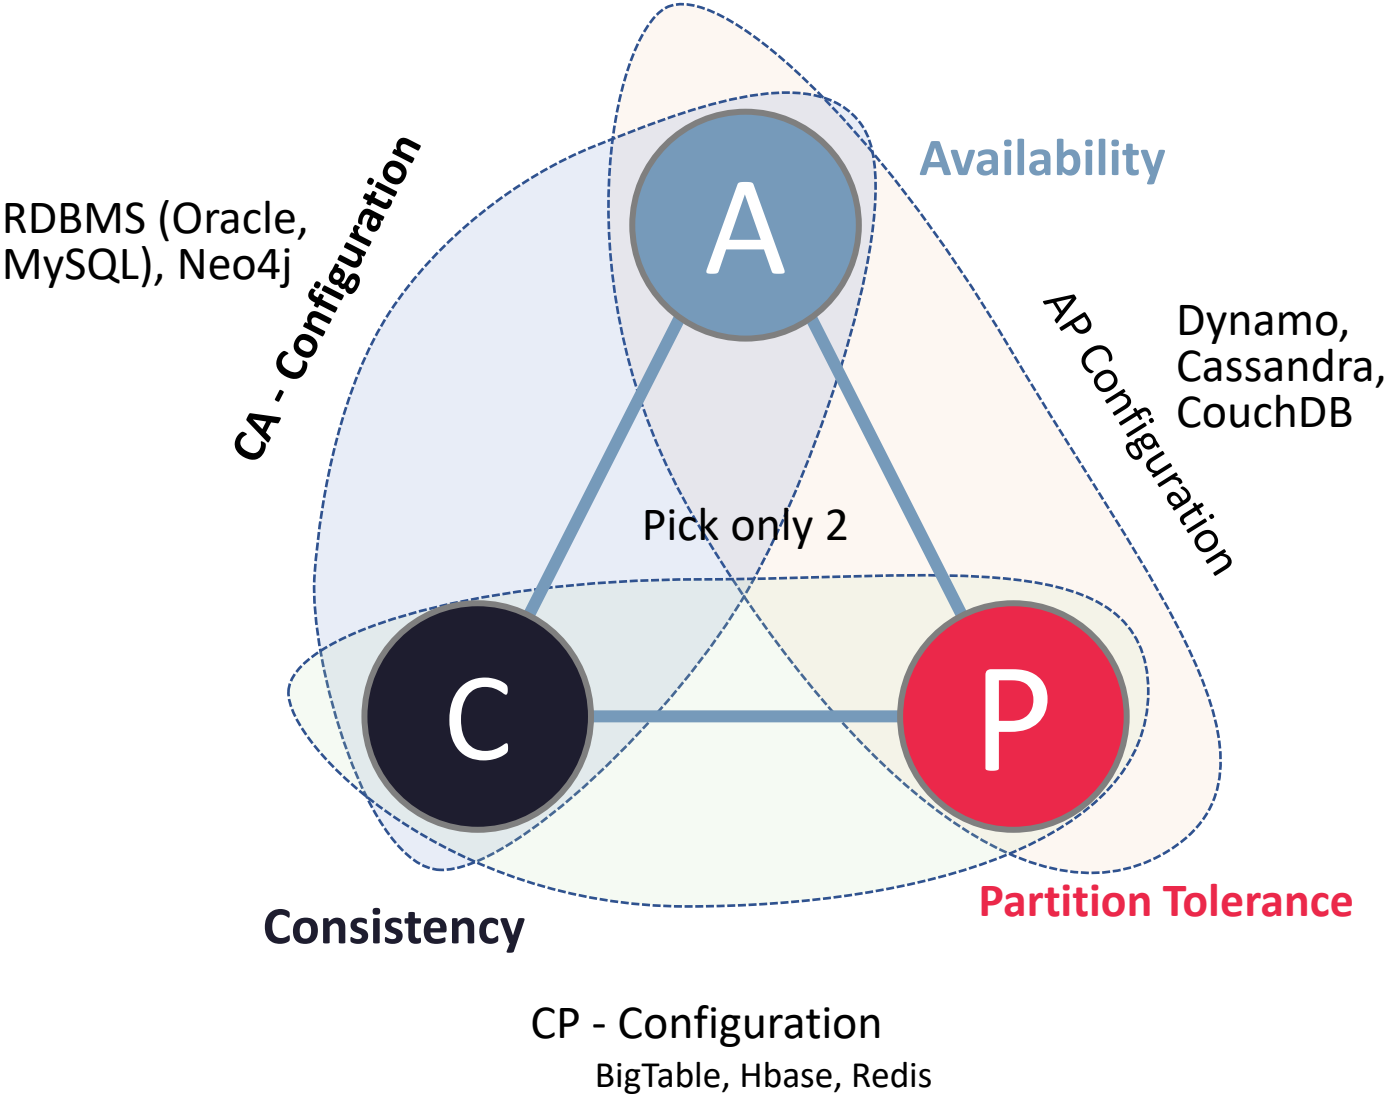 A
Availability
CA - Configuration
RDBMS (Oracle,
MySQL), Neo4j
AP Configuration
Dynamo,
Cassandra,
CouchDB
Pick only 2
C
P
Consistency
Partition Tolerance
CP - Configuration
BigTable, Hbase, Redis